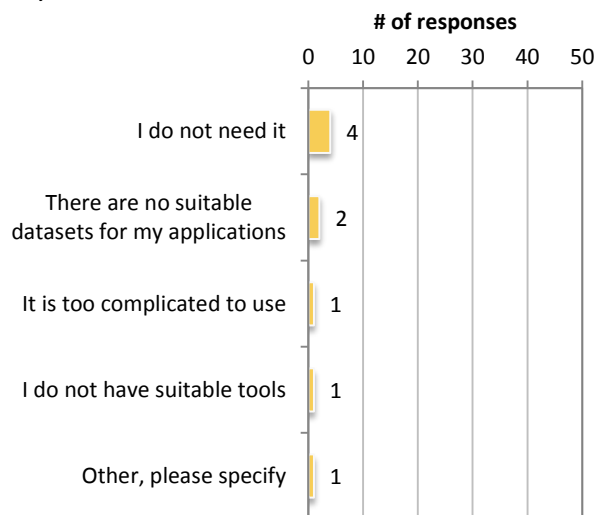 # of responses
0 10 20 30 40 50
I do not need it 4
There are no suitable
datasets for my applications 2
It is too complicated to use 1
I do not have suitable tools 1
Other, please specify 1